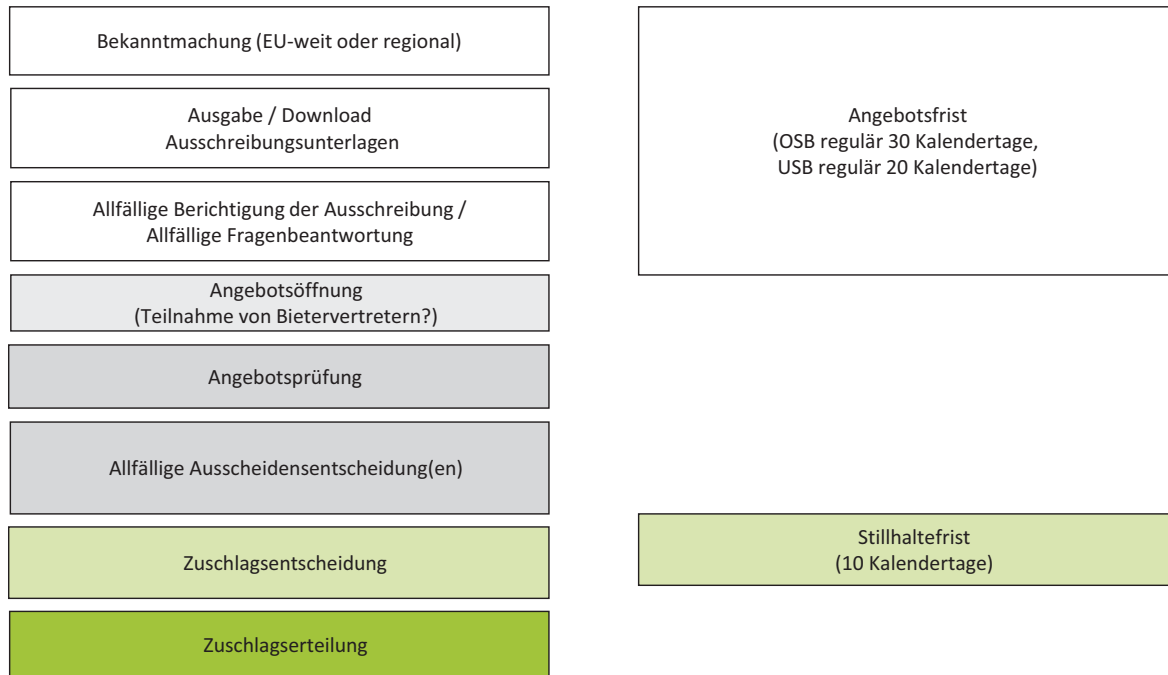 Bekanntmachung (EU-weit oder regional)
Ausgabe / Download
Ausschreibungsunterlagen
Allfällige Berichtigung der Ausschreibung /
Allfällige Fragenbeantwortung
Angebotsöffnung
(Teilnahme von Bietervertretern?)
Angebotsprüfung
Allfällige Ausscheidensentscheidung(en)
Zuschlagsentscheidung
Zuschlagserteilung
Angebotsfrist
(OSB regulär 30 Kalendertage,
USB regulär 20 Kalendertage)
Stillhaltefrist
(10 Kalendertage)